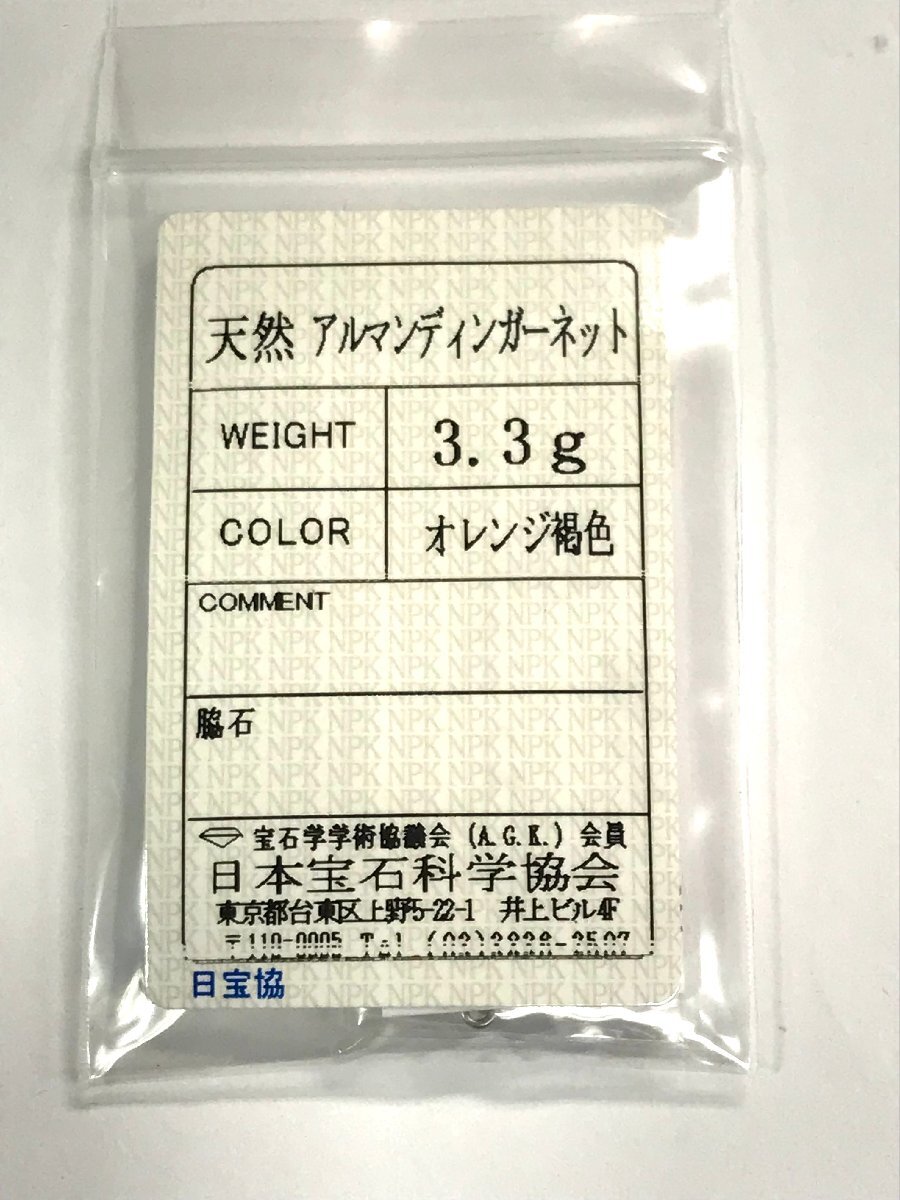 天然 アルマンディンガーネット
WEIGHT 3.3g
COLOR オレンジ褐色
COMMENT
脇石
宝石学学術協議会 (A.G.K.) 会員
日本宝石科学協会
東京都台東区上野5-22-1 井上ビル4F
〒110-0005 Tel
日宝協